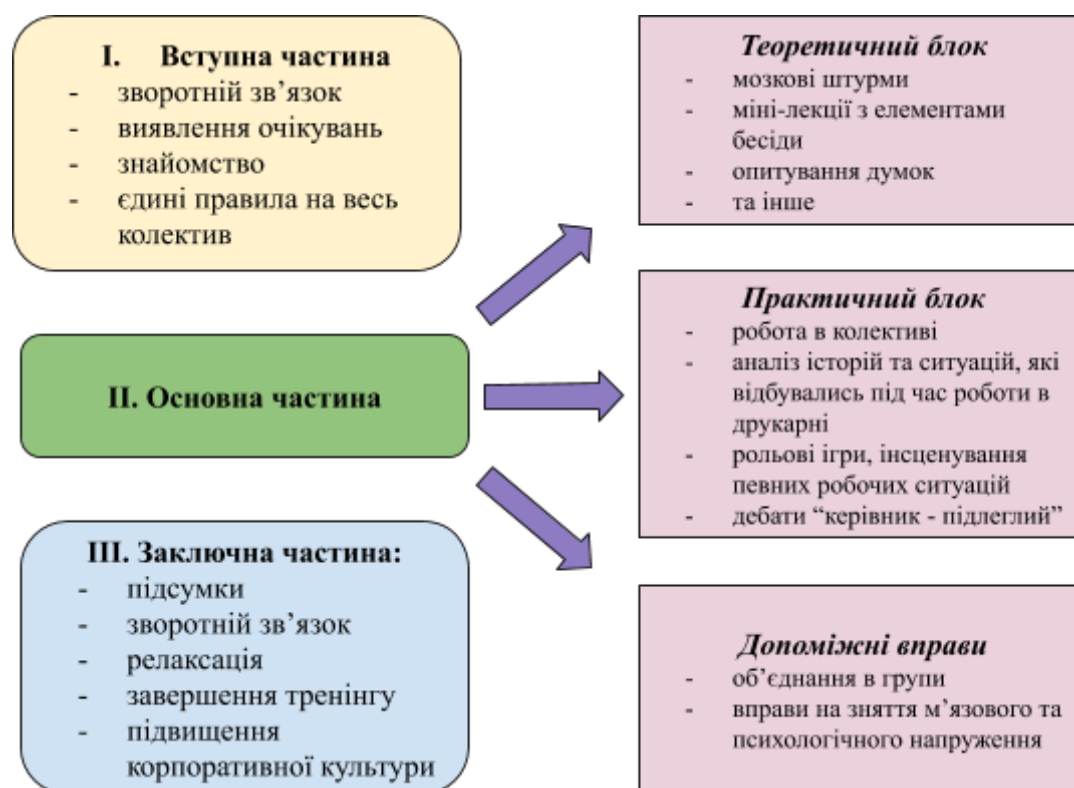 I. Вступна частина
- зворотній зв’язок
- виявлення очікувань
- знайомство
- єдині правила на весь
колектив
II. Основна частина
III. Заключна частина:
- підсумки
- зворотній зв’язок
- релаксація
- завершення тренінгу
- підвищення
корпоративної культури
Теоретичний блок
- мозкові штурми
- міні-лекції з елементами
бесіди
- опитування думок
- та інше
Практичний блок
- робота в колективі
- аналіз історій та ситуацій, які
відбувались під час роботи в
друкарні
- рольові ігри, інсценування
певних робочих ситуацій
- дебати “керівник - підлеглий”
Допоміжні вправи
- об’єднання в групи
- вправи на зняття м’язового та
психологічного напруження